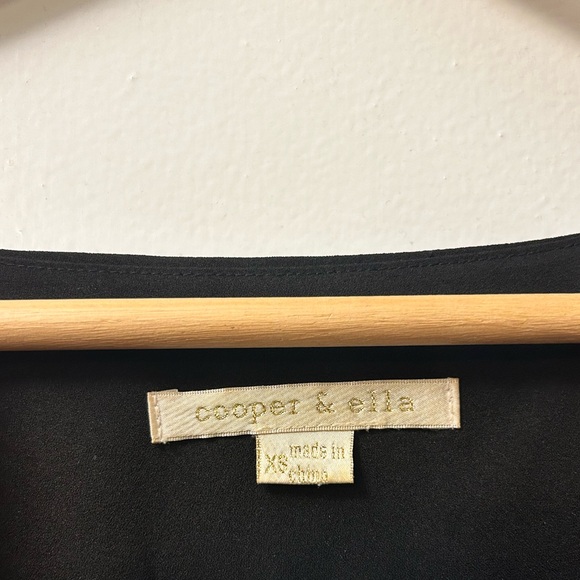 cooper & ella
XS made in
china